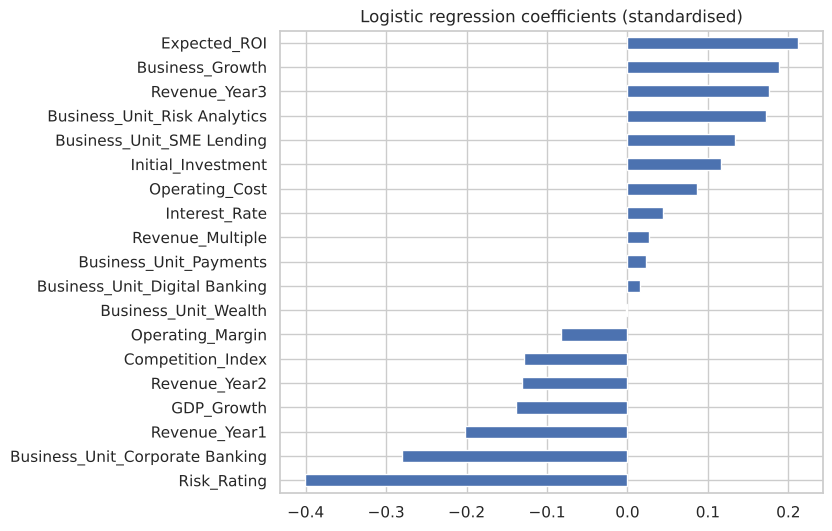 Logistic regression coefficients (standardised)
Expected_ROI
Business_Growth
Revenue_Year3
Business_Unit_Risk Analytics
Business_Unit_SME Lending
Initial_Investment
Operating_Cost
Interest_Rate
Revenue_Multiple
Business_Unit_Payments
Business_Unit_Digital Banking
Business_Unit_Wealth
Operating_Margin
Competition_Index
Revenue_Year2
GDP_Growth
Revenue_Year1
Business_Unit_Corporate Banking
Risk_Rating
−0.4 −0.3 −0.2 −0.1 0.0 0.1 0.2